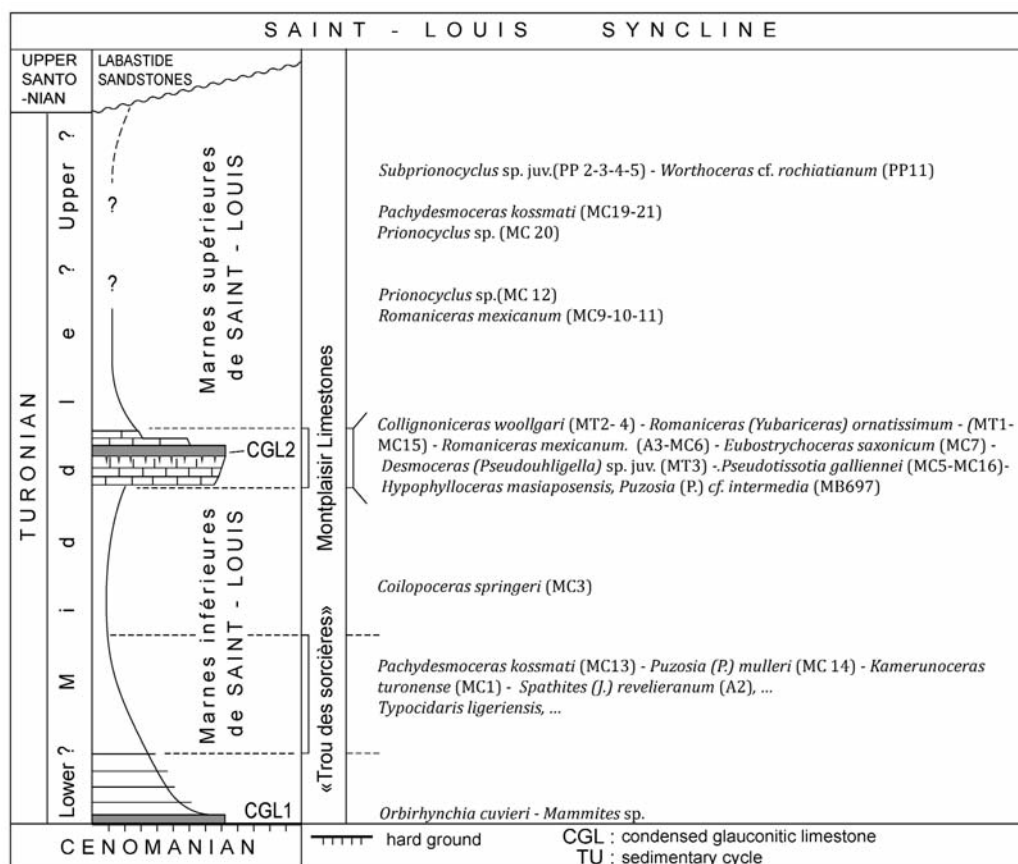 SAINT - LOUIS SYNCLINE
UPPER
SANTO
-NIAN
LABASTIDE
SANDSTONES
TURONIAN
Upper ?
Middle ?
Lower ?
?
?
Marnes supérieures
de SAINT - LOUIS
Marnes inférieures
de SAINT - LOUIS
CGL2
CGL1
Montplaisir Limestones
«Trou des sorcières»
Subprionocyclus sp. juv.(PP 2-3-4-5) - Worthoceras cf. rochiatianum (PP11)
Pachydesmoceras kossmati (MC19-21)
Prionocyclus sp. (MC 20)
Prionocyclus sp.(MC 12)
Romaniceras mexicanum (MC9-10-11)
Collignoniceras woollgari (MT2- 4) - Romaniceras (Yubariceras) ornatissimum - (MT1-
MC15) - Romaniceras mexicanum. (A3-MC6) - Eubostrychoceras saxonicum (MC7) -
Desmoceras (Pseudouhligella) sp. juv. (MT3) -.Pseudotissotia galliennei (MC5-MC16)-
Hypophylloceras masiaposensis, Puzosia (P.) cf. intermedia (MB697)
Coilopoceras springeri (MC3)
Pachydesmoceras kossmati (MC13) - Puzosia (P.) mulleri (MC 14) - Kamerunoceras
turonense (MC1) - Spathites (J.) revelieranum (A2), ...
Typocidaris ligeriensis, ...
Orbirhynchia cuvieri - Mammites sp.
CENOMANIAN
hard ground
CGL : condensed glauconitic limestone
TU : sedimentary cycle